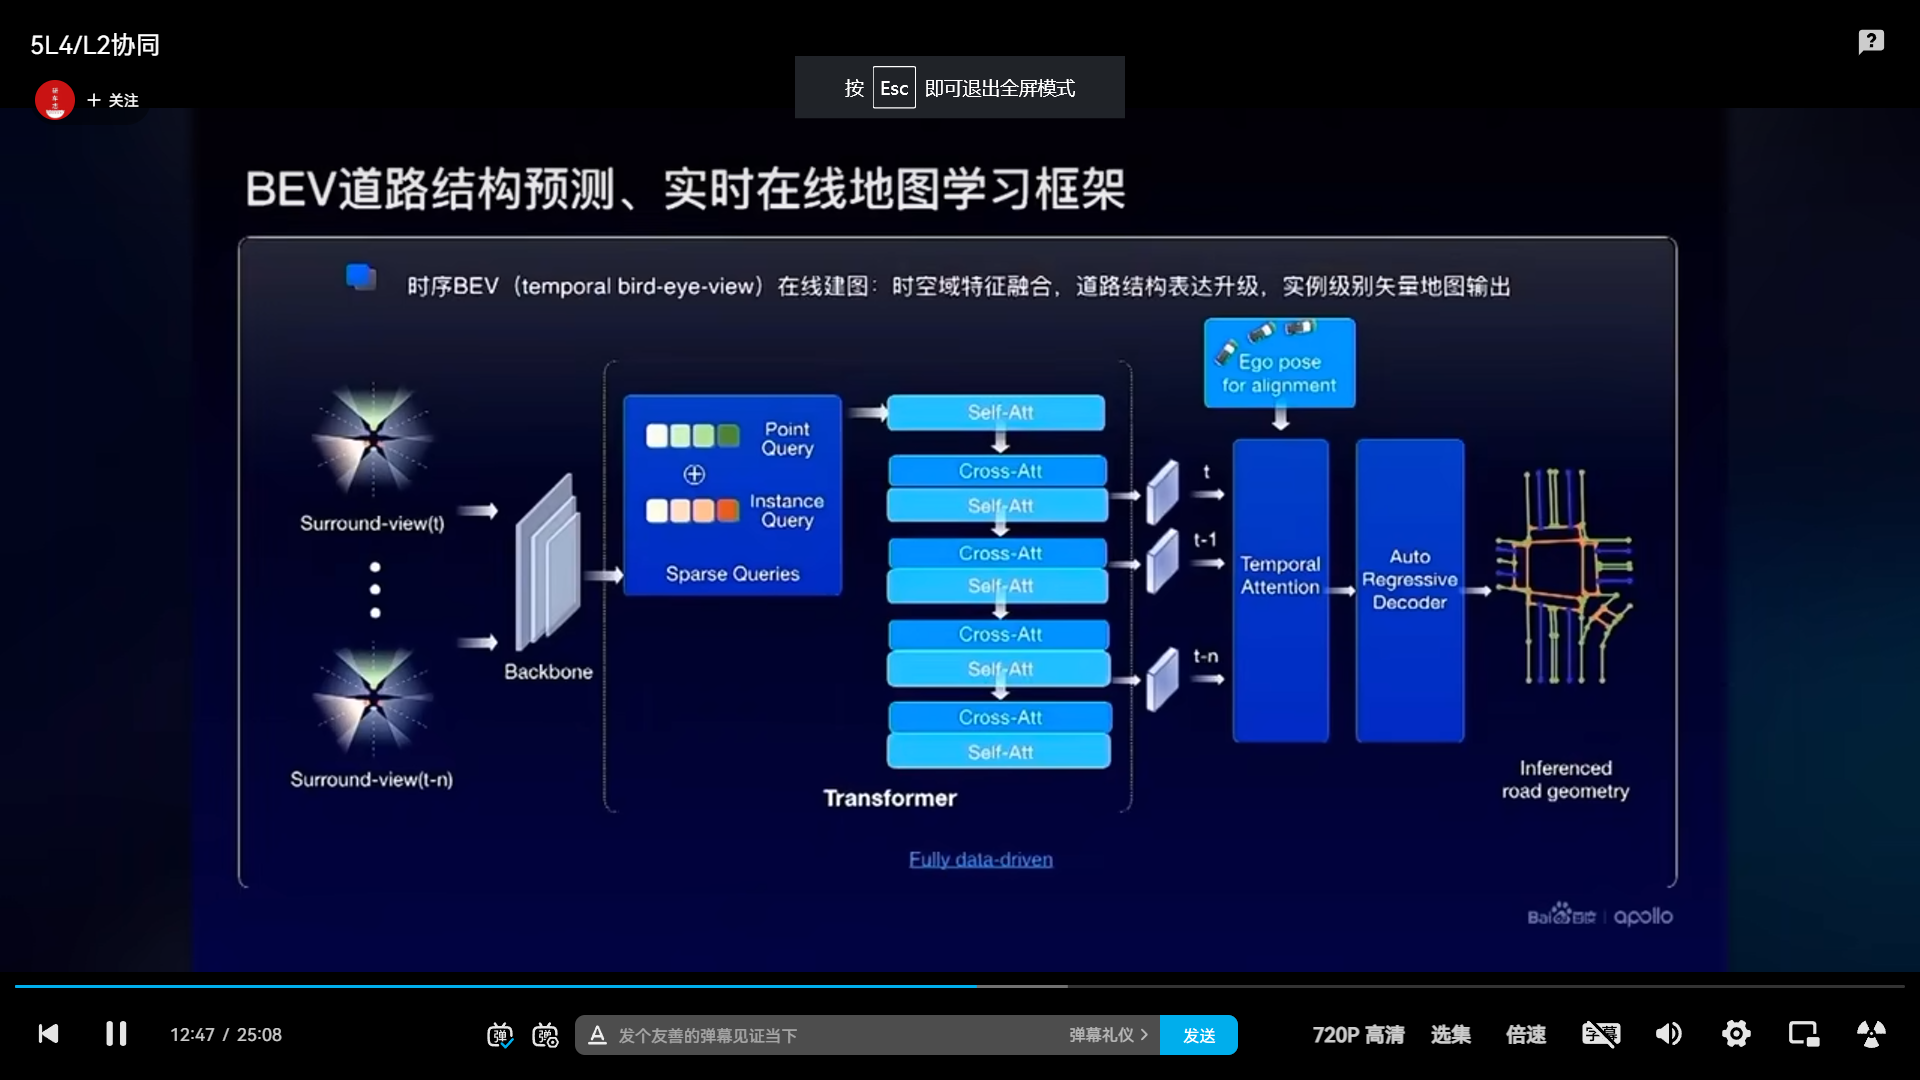 5L4/L2协同
+ 关注
按 Esc 即可退出全屏模式
BEV道路结构预测、实时在线地图学习框架
时序BEV（temporal bird-eye-view）在线建图：时空域特征融合，道路结构表达升级，实例级别矢量地图输出
Surround-view(t)
Surround-view(t-n)
Backbone
Point Query
Instance Query
Sparse Queries
Self-Att
Cross-Att
Self-Att
Cross-Att
Self-Att
Cross-Att
Self-Att
Cross-Att
Self-Att
Transformer
t
t-1
t-n
Ego pose
for alignment
Temporal
Attention
Auto
Regressive
Decoder
Inferenced
road geometry
Fully data-driven
Bai百度 | apollo
12:47 / 25:08
弹
弹
A 发个友善的弹幕见证当下
弹幕礼仪 >
发送
720P 高清
选集
倍速
字幕